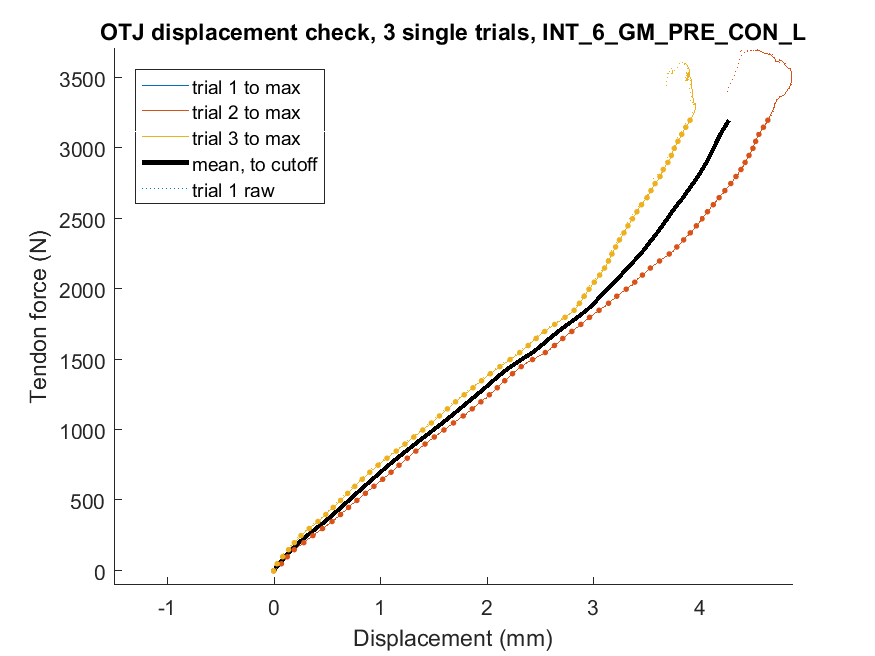 OTJ displacement check, 3 single trials, INT_6_GM_PRE_CON_L
3500
3000
2500
2000
1500
1000
500
0
Tendon force (N)
trial 1 to max
trial 2 to max
trial 3 to max
mean, to cutoff
trial 1 raw
-1
0
1
2
3
4
Displacement (mm)